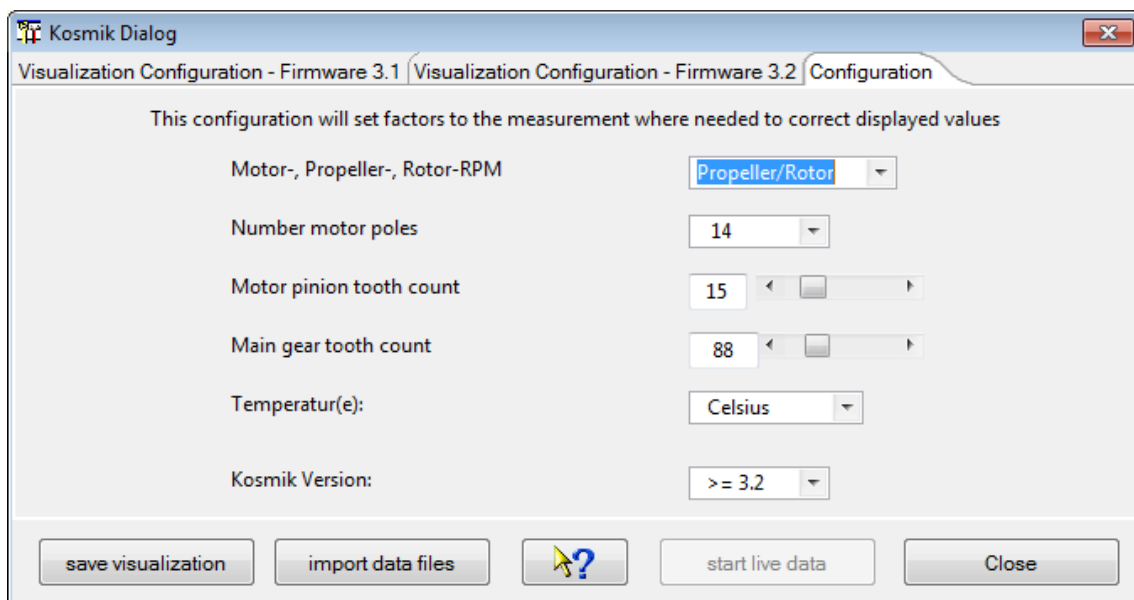 Kosmik Dialog
Visualization Configuration - Firmware 3.1 Visualization Configuration - Firmware 3.2 Configuration
This configuration will set factors to the measurement where needed to correct displayed values
Motor-, Propeller-, Rotor-RPM Propeller/Rotor
Number motor poles 14
Motor pinion tooth count 15
Main gear tooth count 88
Temperatur(e): Celsius
Kosmik Version: >= 3.2
save visualization import data files ? start live data Close